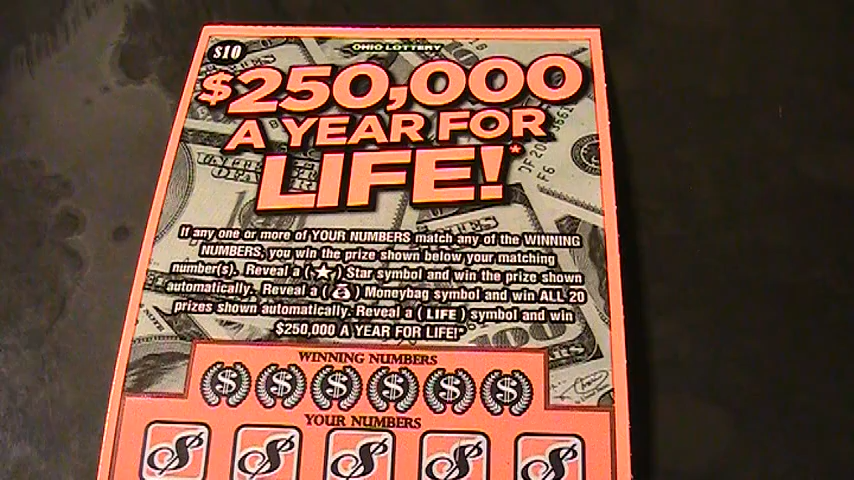 $10
OHIO LOTTERY
$250,000
A YEAR FOR
LIFE!*
If any one or more of YOUR NUMBERS match any of the WINNING
NUMBERS, you win the prize shown below your matching
number(s). Reveal a (★) Star symbol and win the prize shown
automatically. Reveal a ( ) Moneybag symbol and win ALL 20
prizes shown automatically. Reveal a ( LIFE ) symbol and win
$250,000 A YEAR FOR LIFE!*
WINNING NUMBERS
$ $ $ $ $ $
YOUR NUMBERS
$ $ $ $ $